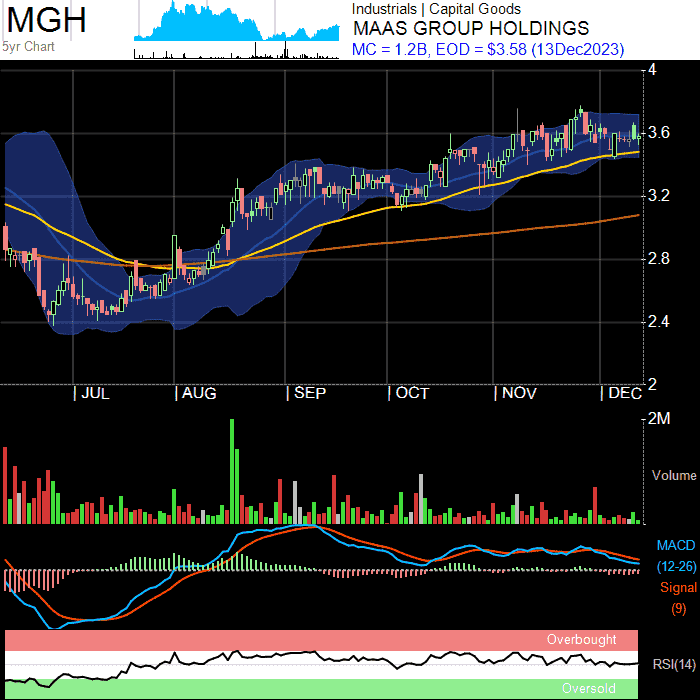 MGH
5yr Chart
Industrials | Capital Goods
MAAS GROUP HOLDINGS
MC = 1.2B, EOD = $3.58 (13Dec2023)
4
3.6
3.2
2.8
2.4
2
| JUL | AUG | SEP | OCT | NOV | DEC
2M
Volume
MACD
(12-26)
Signal
(9)
Overbought
RSI(14)
Oversold